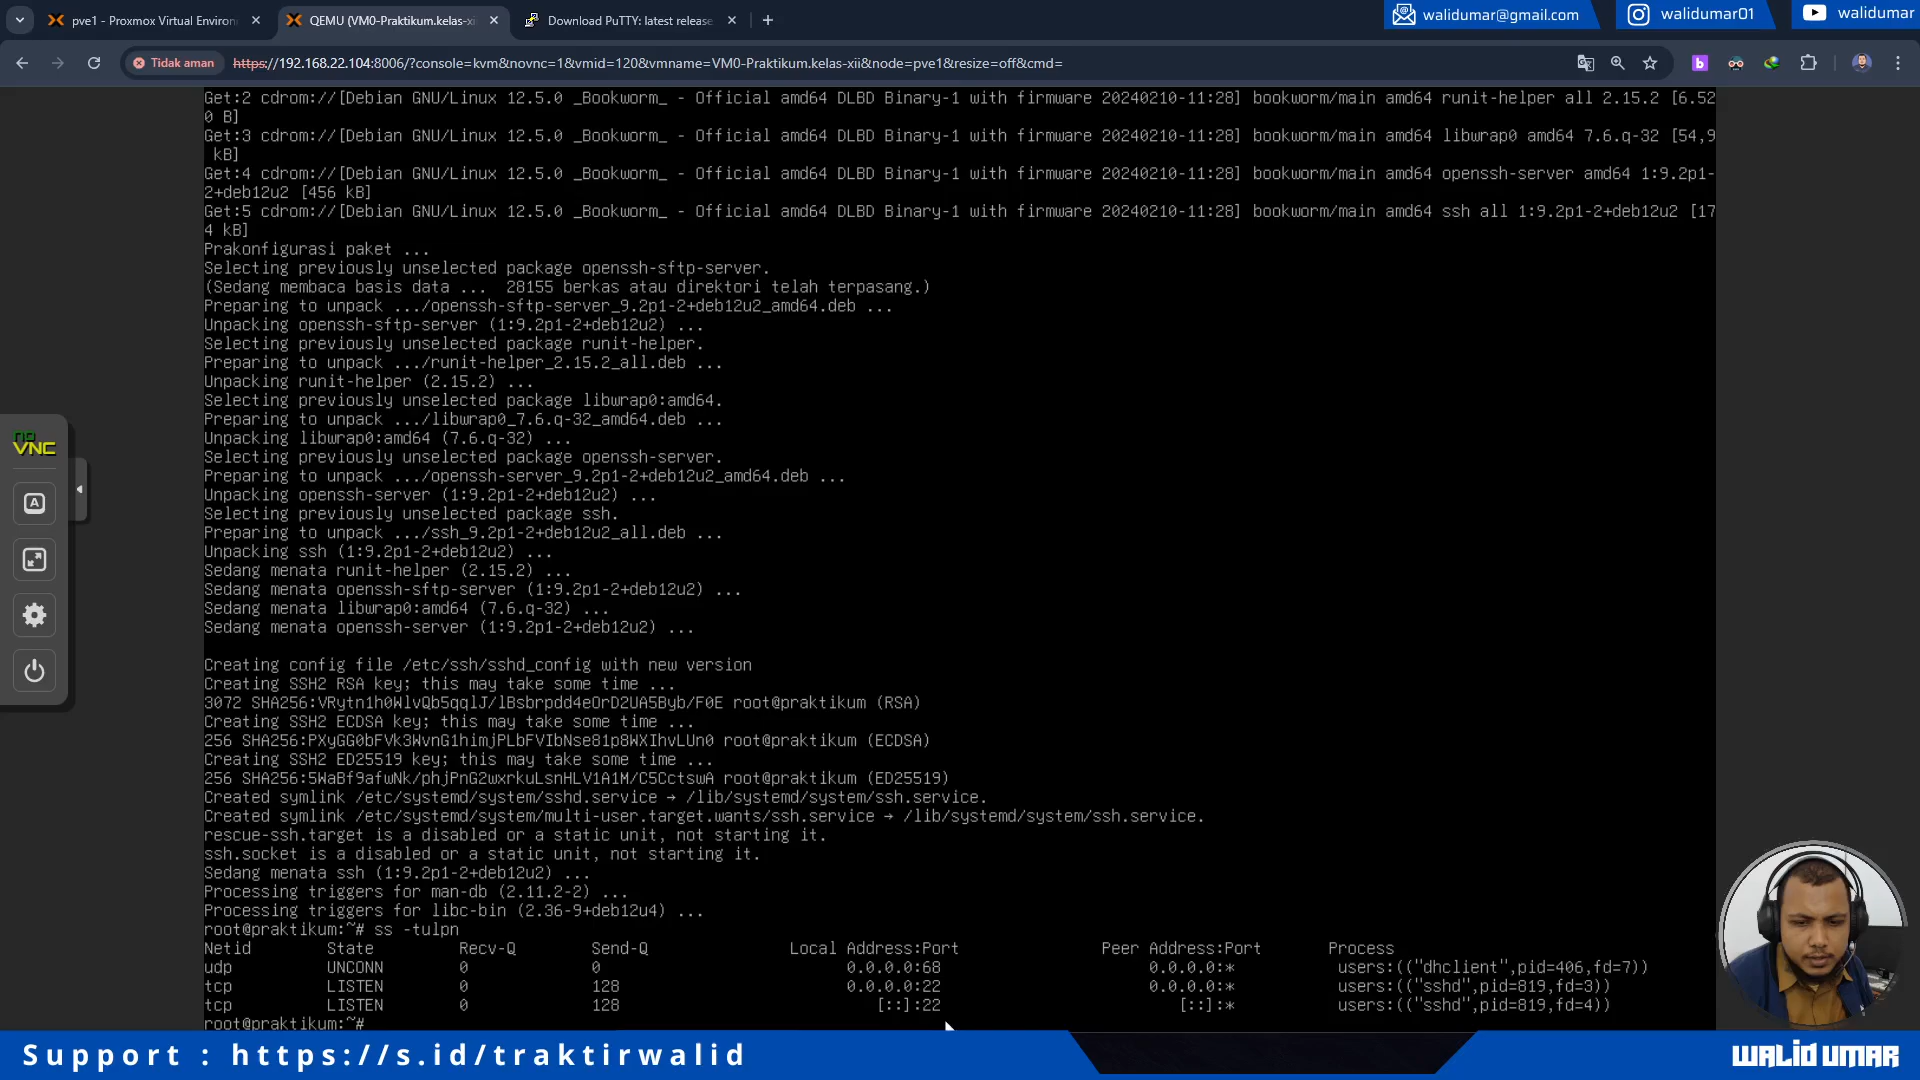 pve1 - Proxmox Virtual Environ
QEMU (VM0-Praktikum.kelas-xii
Download PuTTY: latest release
walidumar@gmail.com
walidumar01
walidumar
Tidak aman
https://192.168.22.104:8006/?console=kvm&novnc=1&vmid=120&vmname=VM0-Praktikum.kelas-xii&node=pve1&resize=off&cmd=
Get:2 cdrom://[Debian GNU/Linux 12.5.0 _Bookworm_ - Official amd64 DLBD Binary-1 with firmware 20240210-11:28] bookworm/main amd64 runit-helper all 2.15.2 [6.52
0 B]
Get:3 cdrom://[Debian GNU/Linux 12.5.0 _Bookworm_ - Official amd64 DLBD Binary-1 with firmware 20240210-11:28] bookworm/main amd64 libwrap0 amd64 7.6.q-32 [54,9
kB]
Get:4 cdrom://[Debian GNU/Linux 12.5.0 _Bookworm_ - Official amd64 DLBD Binary-1 with firmware 20240210-11:28] bookworm/main amd64 openssh-server amd64 1:9.2p1-
2+deb12u2 [456 kB]
Get:5 cdrom://[Debian GNU/Linux 12.5.0 _Bookworm_ - Official amd64 DLBD Binary-1 with firmware 20240210-11:28] bookworm/main amd64 ssh all 1:9.2p1-2+deb12u2 [17
4 kB]
Prakonfigurasi paket ...
Selecting previously unselected package openssh-sftp-server.
(Sedang membaca basis data ...  28155 berkas atau direktori telah terpasang.)
Preparing to unpack .../openssh-sftp-server_9.2p1-2+deb12u2_amd64.deb ...
Unpacking openssh-sftp-server (1:9.2p1-2+deb12u2) ...
Selecting previously unselected package runit-helper.
Preparing to unpack .../runit-helper_2.15.2_all.deb ...
Unpacking runit-helper (2.15.2) ...
Selecting previously unselected package libwrap0:amd64.
Preparing to unpack .../libwrap0_7.6.q-32_amd64.deb ...
Unpacking libwrap0:amd64 (7.6.q-32) ...
Selecting previously unselected package openssh-server.
Preparing to unpack .../openssh-server_9.2p1-2+deb12u2_amd64.deb ...
Unpacking openssh-server (1:9.2p1-2+deb12u2) ...
Selecting previously unselected package ssh.
Preparing to unpack .../ssh_9.2p1-2+deb12u2_all.deb ...
Unpacking ssh (1:9.2p1-2+deb12u2) ...
Sedang menata runit-helper (2.15.2) ...
Sedang menata openssh-sftp-server (1:9.2p1-2+deb12u2) ...
Sedang menata libwrap0:amd64 (7.6.q-32) ...
Sedang menata openssh-server (1:9.2p1-2+deb12u2) ...
Creating config file /etc/ssh/sshd_config with new version
Creating SSH2 RSA key; this may take some time ...
3072 SHA256:VRytn1h0WlvQb5qqlJ/lBsbrpdd4eOrD2UA5Byb/F0E root@praktikum (RSA)
Creating SSH2 ECDSA key; this may take some time ...
256 SHA256:PXyGG0bFVk3WvnG1himjPLbFVIbNse81p8WXIhvLUn0 root@praktikum (ECDSA)
Creating SSH2 ED25519 key; this may take some time ...
256 SHA256:5WaBf9afwNk/phjPnG2wxrkuLsnHLV1A1M/C5CctswA root@praktikum (ED25519)
Created symlink /etc/systemd/system/sshd.service → /lib/systemd/system/ssh.service.
Created symlink /etc/systemd/system/multi-user.target.wants/ssh.service → /lib/systemd/system/ssh.service.
rescue-ssh.target is a disabled or a static unit, not starting it.
ssh.socket is a disabled or a static unit, not starting it.
Sedang menata ssh (1:9.2p1-2+deb12u2) ...
Processing triggers for man-db (2.11.2-2) ...
Processing triggers for libc-bin (2.36-9+deb12u4) ...
root@praktikum:~# ss -tulpn
Netid State Recv-Q Send-Q Local Address:Port Peer Address:Port Process
udp UNCONN 0 0 0.0.0.0:68 0.0.0.0:* users:(("dhclient",pid=406,fd=7))
tcp LISTEN 0 128 0.0.0.0:22 0.0.0.0:* users:(("sshd",pid=819,fd=3))
tcp LISTEN 0 128 [::]:22 [::]:* users:(("sshd",pid=819,fd=4))
root@praktikum:~#
no
VNC
A
Support : https://s.id/traktirwalid
WALID UMAR